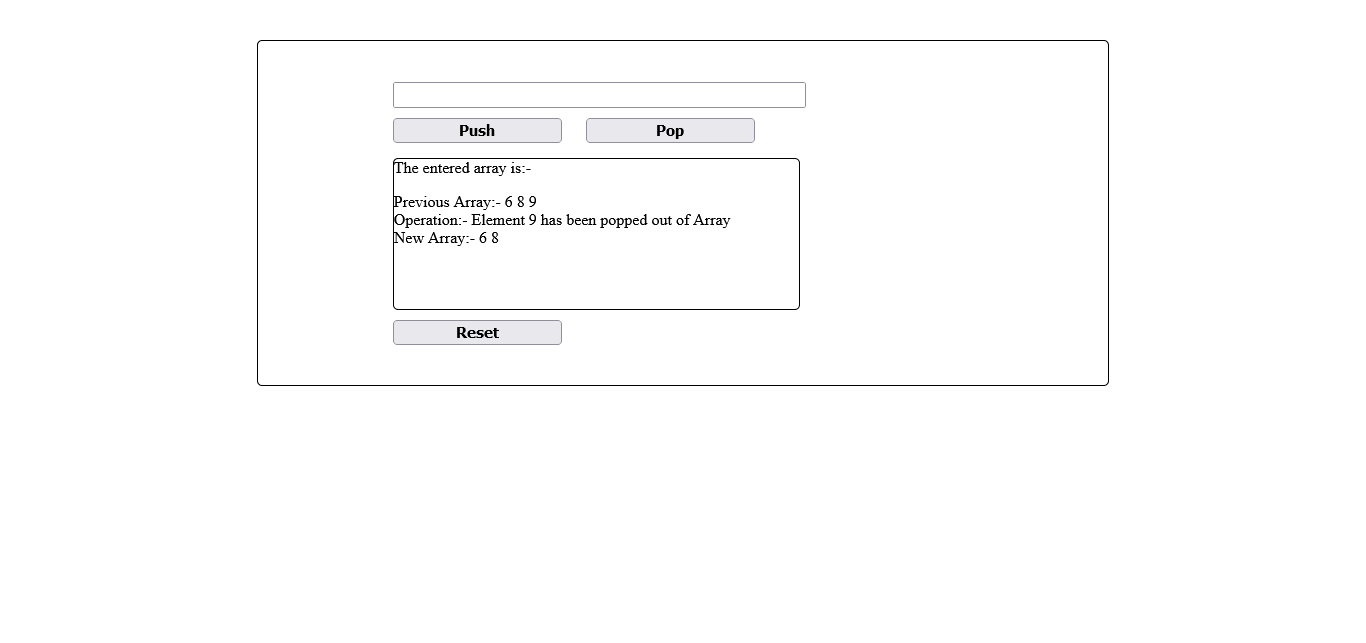 Push Pop
The entered array is:-
Previous Array:- 6 8 9
Operation:- Element 9 has been popped out of Array
New Array:- 6 8
Reset